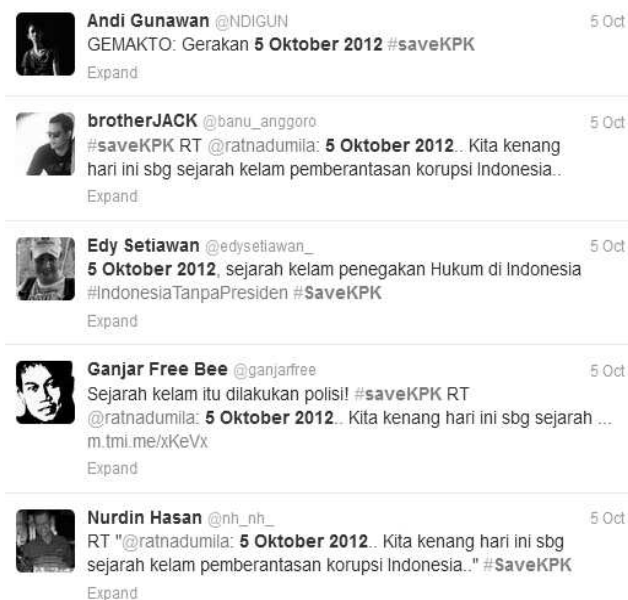 Andi Gunawan @NDIGUN 5 Oct
GEMAKTO: Gerakan 5 Oktober 2012 #saveKPK
Expand
brotherJACK @banu_anggoro 5 Oct
#saveKPK RT @ratnadumila: 5 Oktober 2012.. Kita kenang
hari ini sbg sejarah kelam pemberantasan korupsi Indonesia..
Expand
Edy Setiawan @edysetiawan_ 5 Oct
5 Oktober 2012, sejarah kelam penegakan Hukum di Indonesia
#IndonesiaTanpaPresiden #SaveKPK
Expand
Ganjar Free Bee @ganjarfree 5 Oct
Sejarah kelam itu dilakukan polisi! #saveKPK RT
@ratnadumila: 5 Oktober 2012.. Kita kenang hari ini sbg sejarah ...
m.tmi.me/xKeVx
Expand
Nurdin Hasan @nh_nh_ 5 Oct
RT "@ratnadumila: 5 Oktober 2012.. Kita kenang hari ini sbg
sejarah kelam pemberantasan korupsi Indonesia.." #SaveKPK
Expand